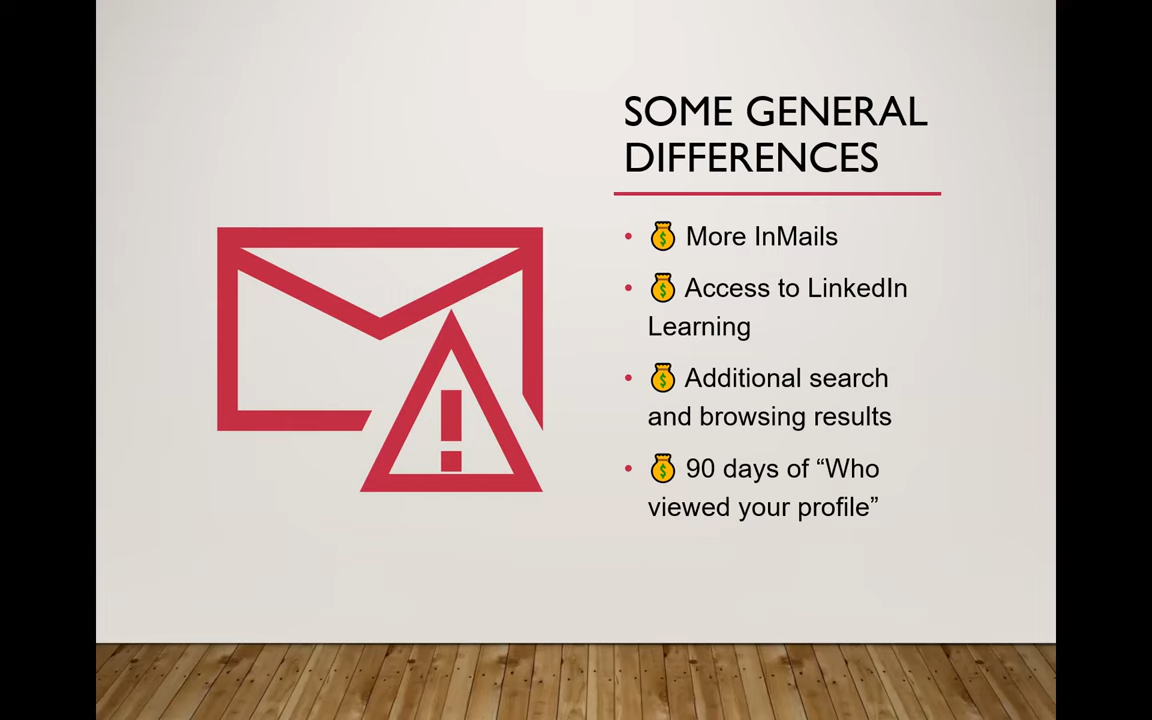 SOME GENERAL
DIFFERENCES
• 💰 More InMails
• 💰 Access to LinkedIn
Learning
• 💰 Additional search
and browsing results
• 💰 90 days of “Who
viewed your profile”